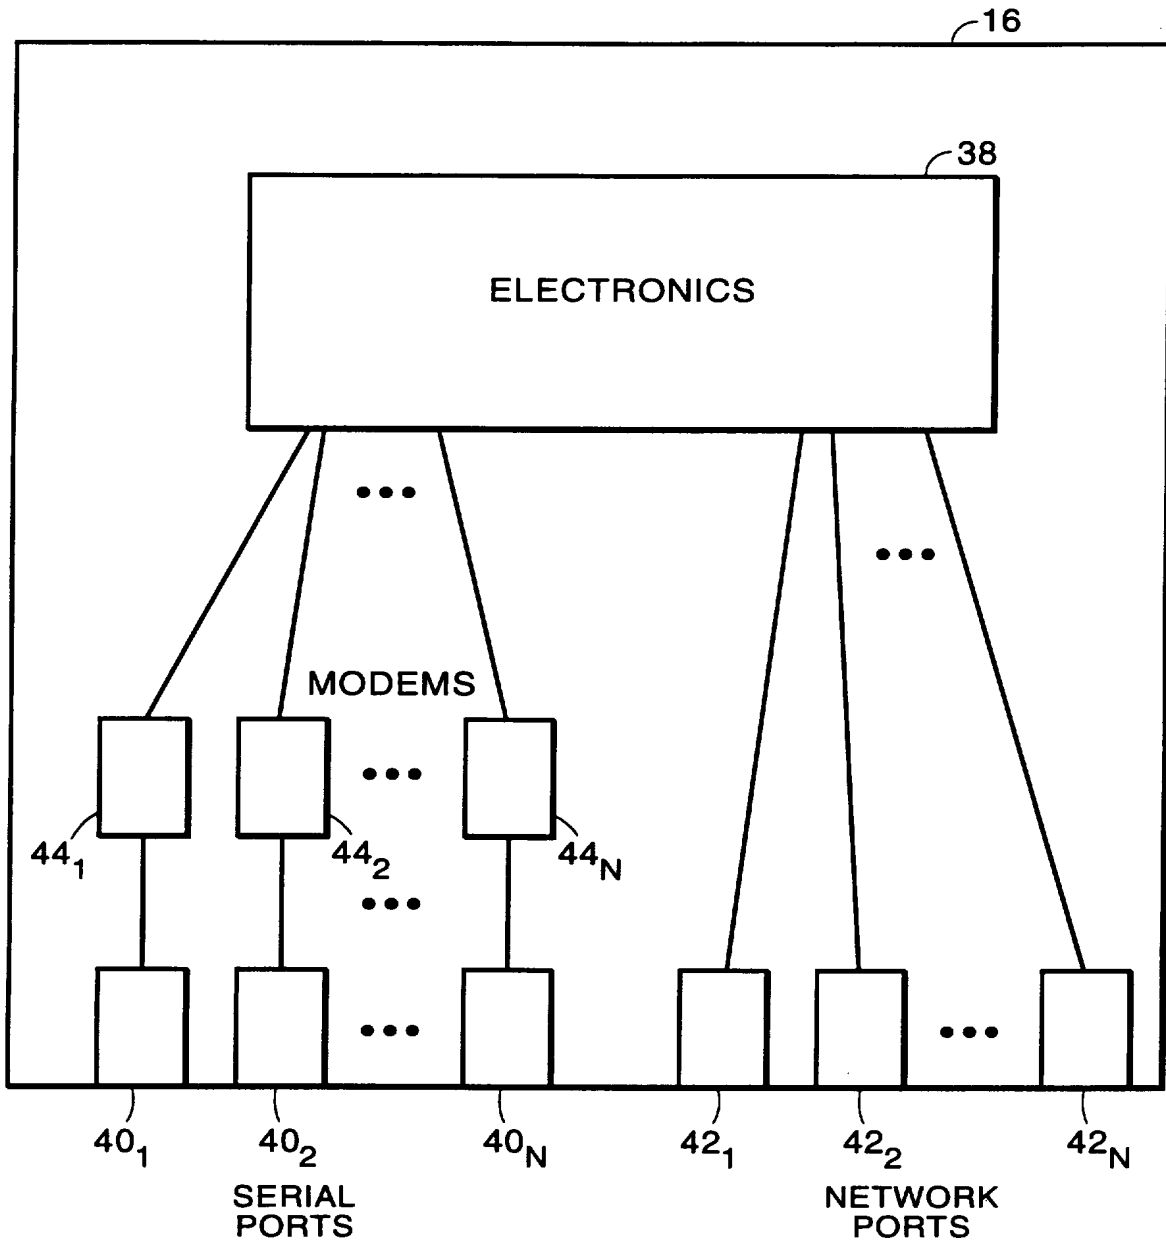 16
38
ELECTRONICS
MODEMS
44₁
44₂
44N
40₁
40₂
40N
42₁
42₂
42N
SERIAL
PORTS
NETWORK
PORTS